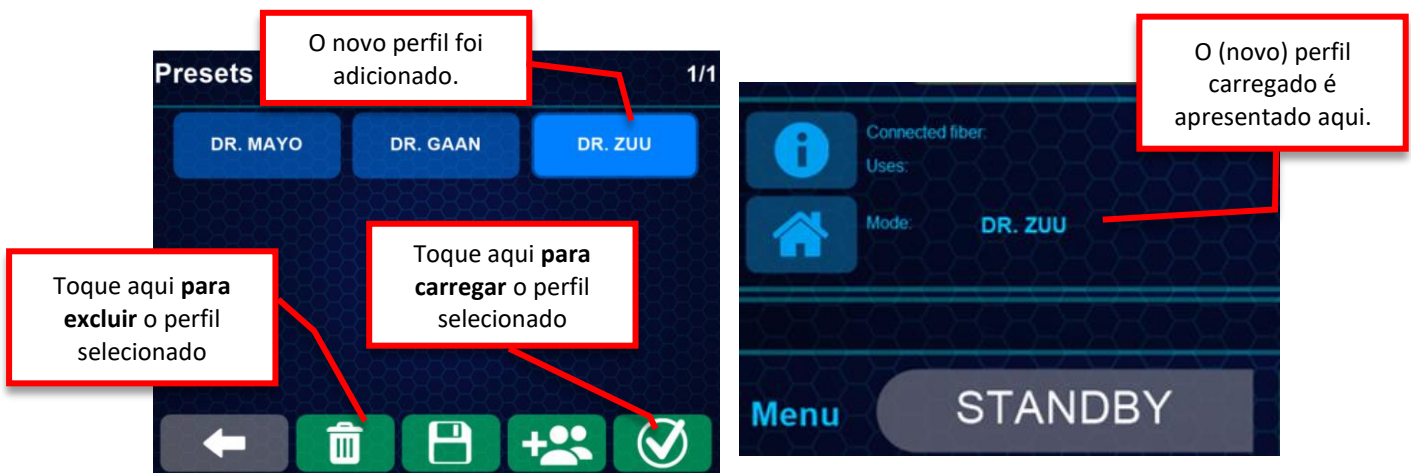 O novo perfil foi
adicionado.
Presets
1/1
DR. MAYO
DR. GAAN
DR. ZUU
Toque aqui para
excluir o perfil
selecionado
Toque aqui para
carregar o perfil
selecionado
O (novo) perfil
carregado é
apresentado aqui.
Connected fiber:
Uses:
Mode:
DR. ZUU
Menu
STANDBY